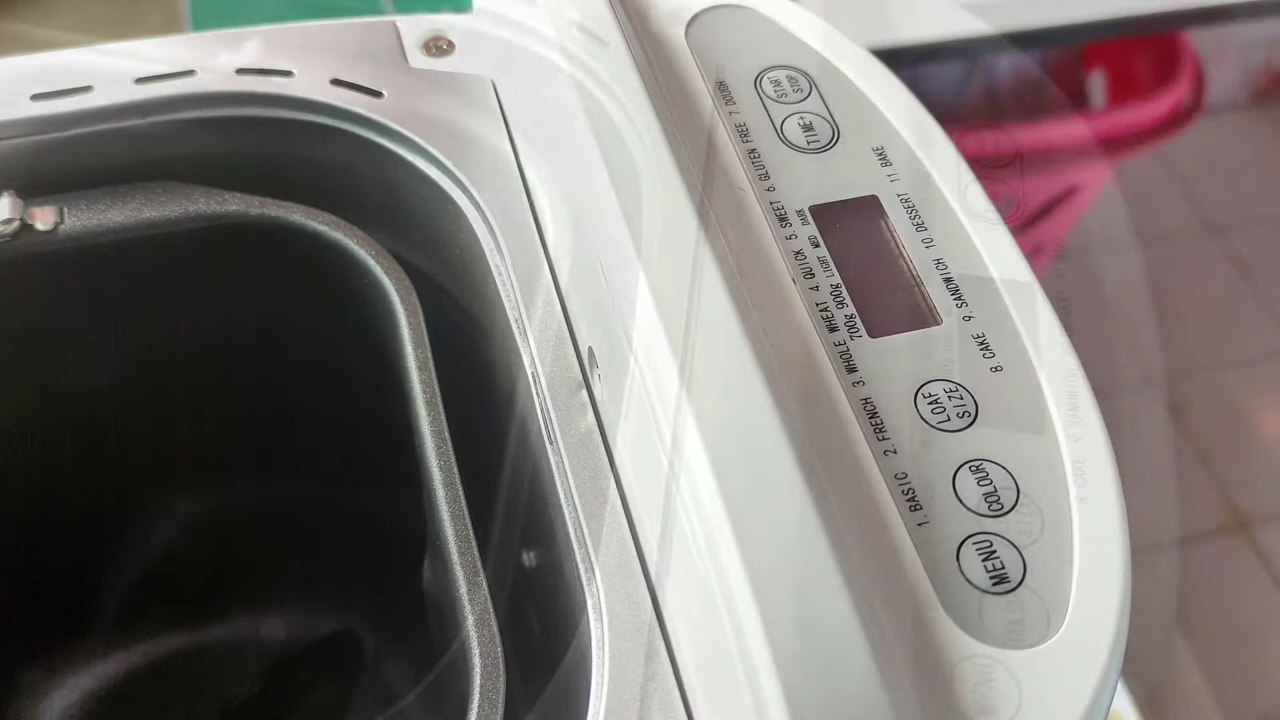 1. BASIC 2. FRENCH 3. WHOLE WHEAT 4. QUICK 5. SWEET 6. GLUTEN FREE 7. DOUGH
700g 900g LIGHT MED DARK
MENU
COLOUR
LOAF
SIZE
TIME+
START
STOP
8. CAKE 9. SANDWICH 10. DESSERT 11. BAKE